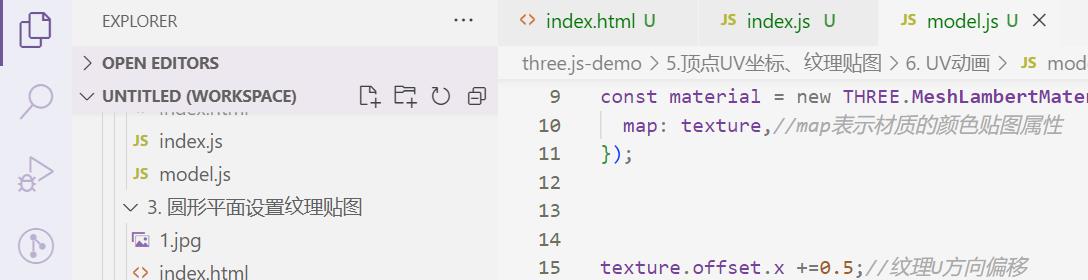 EXPLORER
OPEN EDITORS
UNTITLED (WORKSPACE)
index.html
JS index.js
JS model.js
3. 圆形平面设置纹理贴图
1.jpg
<> index.html
<> index.html U
JS index.js U
JS model.js U
three.js-demo > 5.顶点UV坐标、纹理贴图 > 6. UV动画 > JS mod
9 const material = new THREE.MeshLambertMater
10 map: texture,//map表示材质的颜色贴图属性
11 });
12
13
14
15 texture.offset.x +=0.5;//纹理U方向偏移